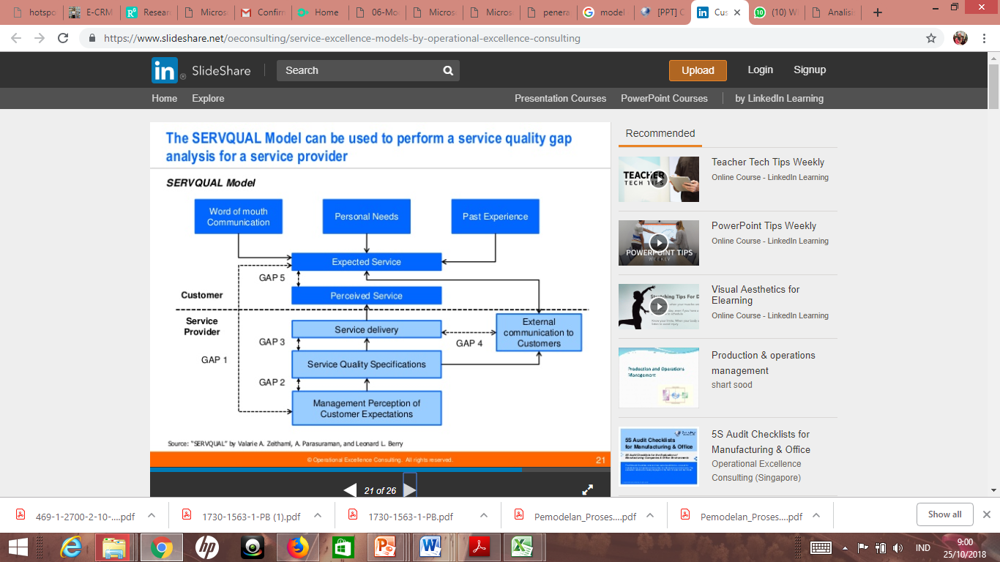 hotspo
E-CRM
Resear
Micros
Confirm
Home
06-Mo
Micros
Micros
penera
model
[PPT] C
Cus
(10) W
Analisi
https://www.slideshare.net/oeconsulting/service-excellence-models-by-operational-excellence-consulting
in SlideShare
Search
Upload
Login
Signup
Home
Explore
Presentation Courses
PowerPoint Courses
by LinkedIn Learning
The SERVQUAL Model can be used to perform a service quality gap
analysis for a service provider
SERVQUAL Model
Word of mouth
Communication
Personal Needs
Past Experience
Expected Service
GAP 5
Customer
Perceived Service
Service
Provider
Service delivery
External
communication to
Customers
GAP 3
GAP 4
GAP 1
Service Quality Specifications
GAP 2
Management Perception of
Customer Expectations
Source: "SERVQUAL" by Valarie A. Zeithaml, A. Parasuraman, and Leonard L. Berry
© Operational Excellence Consulting. All rights reserved.
21
21 of 26
Recommended
TEACHER
TECH TIPS
Teacher Tech Tips Weekly
Online Course - LinkedIn Learning
POWERPOINT TIPS
WEEKLY
PowerPoint Tips Weekly
Online Course - LinkedIn Learning
Stretching Tips For D
Visual Aesthetics for
Elearning
Online Course - LinkedIn Learning
Production and Operations
Management
Production & operations
management
shart sood
5S Audit Checklists
for Manufacturing & Office
5S Audit Checklists for
Manufacturing & Office
Operational Excellence
Consulting (Singapore)
469-1-2700-2-10-....pdf
1730-1563-1-PB (1).pdf
1730-1563-1-PB.pdf
Pemodelan_Proses....pdf
Pemodelan_Proses....pdf
Show all
IND
9:00
25/10/2018